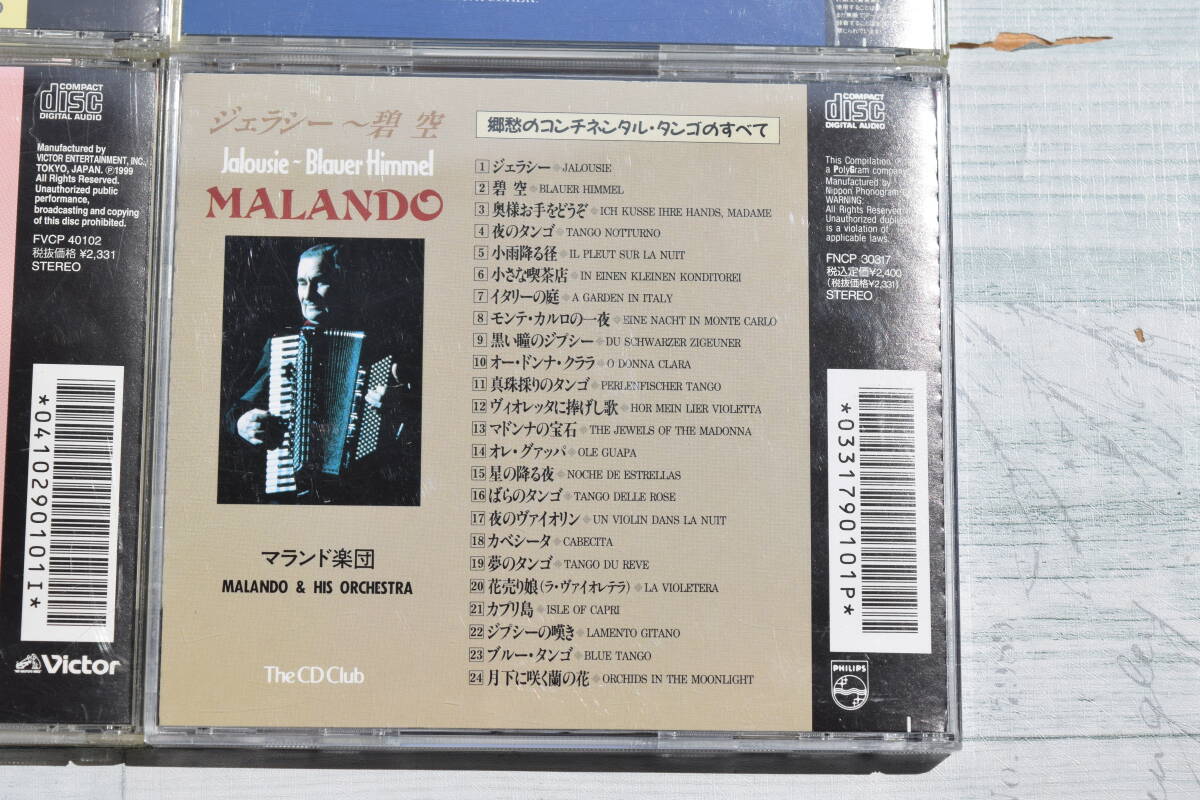 COMPACT
disc
DIGITAL AUDIO
Manufactured by
VICTOR ENTERTAINMENT, INC.,
TOKYO, JAPAN. ℗1999
All Rights Reserved.
Unauthorized public
performance,
broadcasting and copying
of this disc prohibited.
FVCP 40102
税抜価格 ¥2,331
STEREO
*0410290101I*
Victor
ジェラシー 〜 碧 空
Jalousie ~ Blauer Himmel
MALANDO
マランド楽団
MALANDO & HIS ORCHESTRA
The CD Club
郷愁のコンチネンタル・タンゴのすべて
1 ジェラシー ◆ JALOUSIE
2 碧 空 ◆ BLAUER HIMMEL
3 奥様お手をどうぞ ◆ ICH KUSSE IHRE HANDS, MADAME
4 夜のタンゴ ◆ TANGO NOTTURNO
5 小雨降る径 ◆ IL PLEUT SUR LA NUIT
6 小さな喫茶店 ◆ IN EINEN KLEINEN KONDITOREI
7 イタリーの庭 ◆ A GARDEN IN ITALY
8 モンテ・カルロの一夜 ◆ EINE NACHT IN MONTE CARLO
9 黒い瞳のジプシー ◆ DU SCHWARZER ZIGEUNER
10 オー・ドンナ・クララ ◆ O DONNA CLARA
11 真珠採りのタンゴ ◆ PERLENFISCHER TANGO
12 ヴィオレッタに捧げし歌 ◆ HOR MEIN LIER VIOLETTA
13 マドンナの宝石 ◆ THE JEWELS OF THE MADONNA
14 オレ・グァッパ ◆ OLE GUAPA
15 星の降る夜 ◆ NOCHE DE ESTRELLAS
16 ばらのタンゴ ◆ TANGO DELLE ROSE
17 夜のヴァイオリン ◆ UN VIOLIN DANS LA NUIT
18 カベシータ ◆ CABECITA
19 夢のタンゴ ◆ TANGO DU REVE
20 花売り娘(ラ・ヴァイオレテラ) ◆ LA VIOLETERA
21 カプリ島 ◆ ISLE OF CAPRI
22 ジプシーの嘆き ◆ LAMENTO GITANO
23 ブルー・タンゴ ◆ BLUE TANGO
24 月下に咲く蘭の花 ◆ ORCHIDS IN THE MOONLIGHT
COMPACT
disc
DIGITAL AUDIO
This Compilation ℗
a PolyGram company
Manufactured by
Nippon Phonogram
WARNING:
All Rights Reserved
Unauthorized
is a violation of
applicable laws.
FNCP 30317
税込定価¥2,400
(税抜価格¥2,331)
STEREO
*0331790101P*
PHILIPS